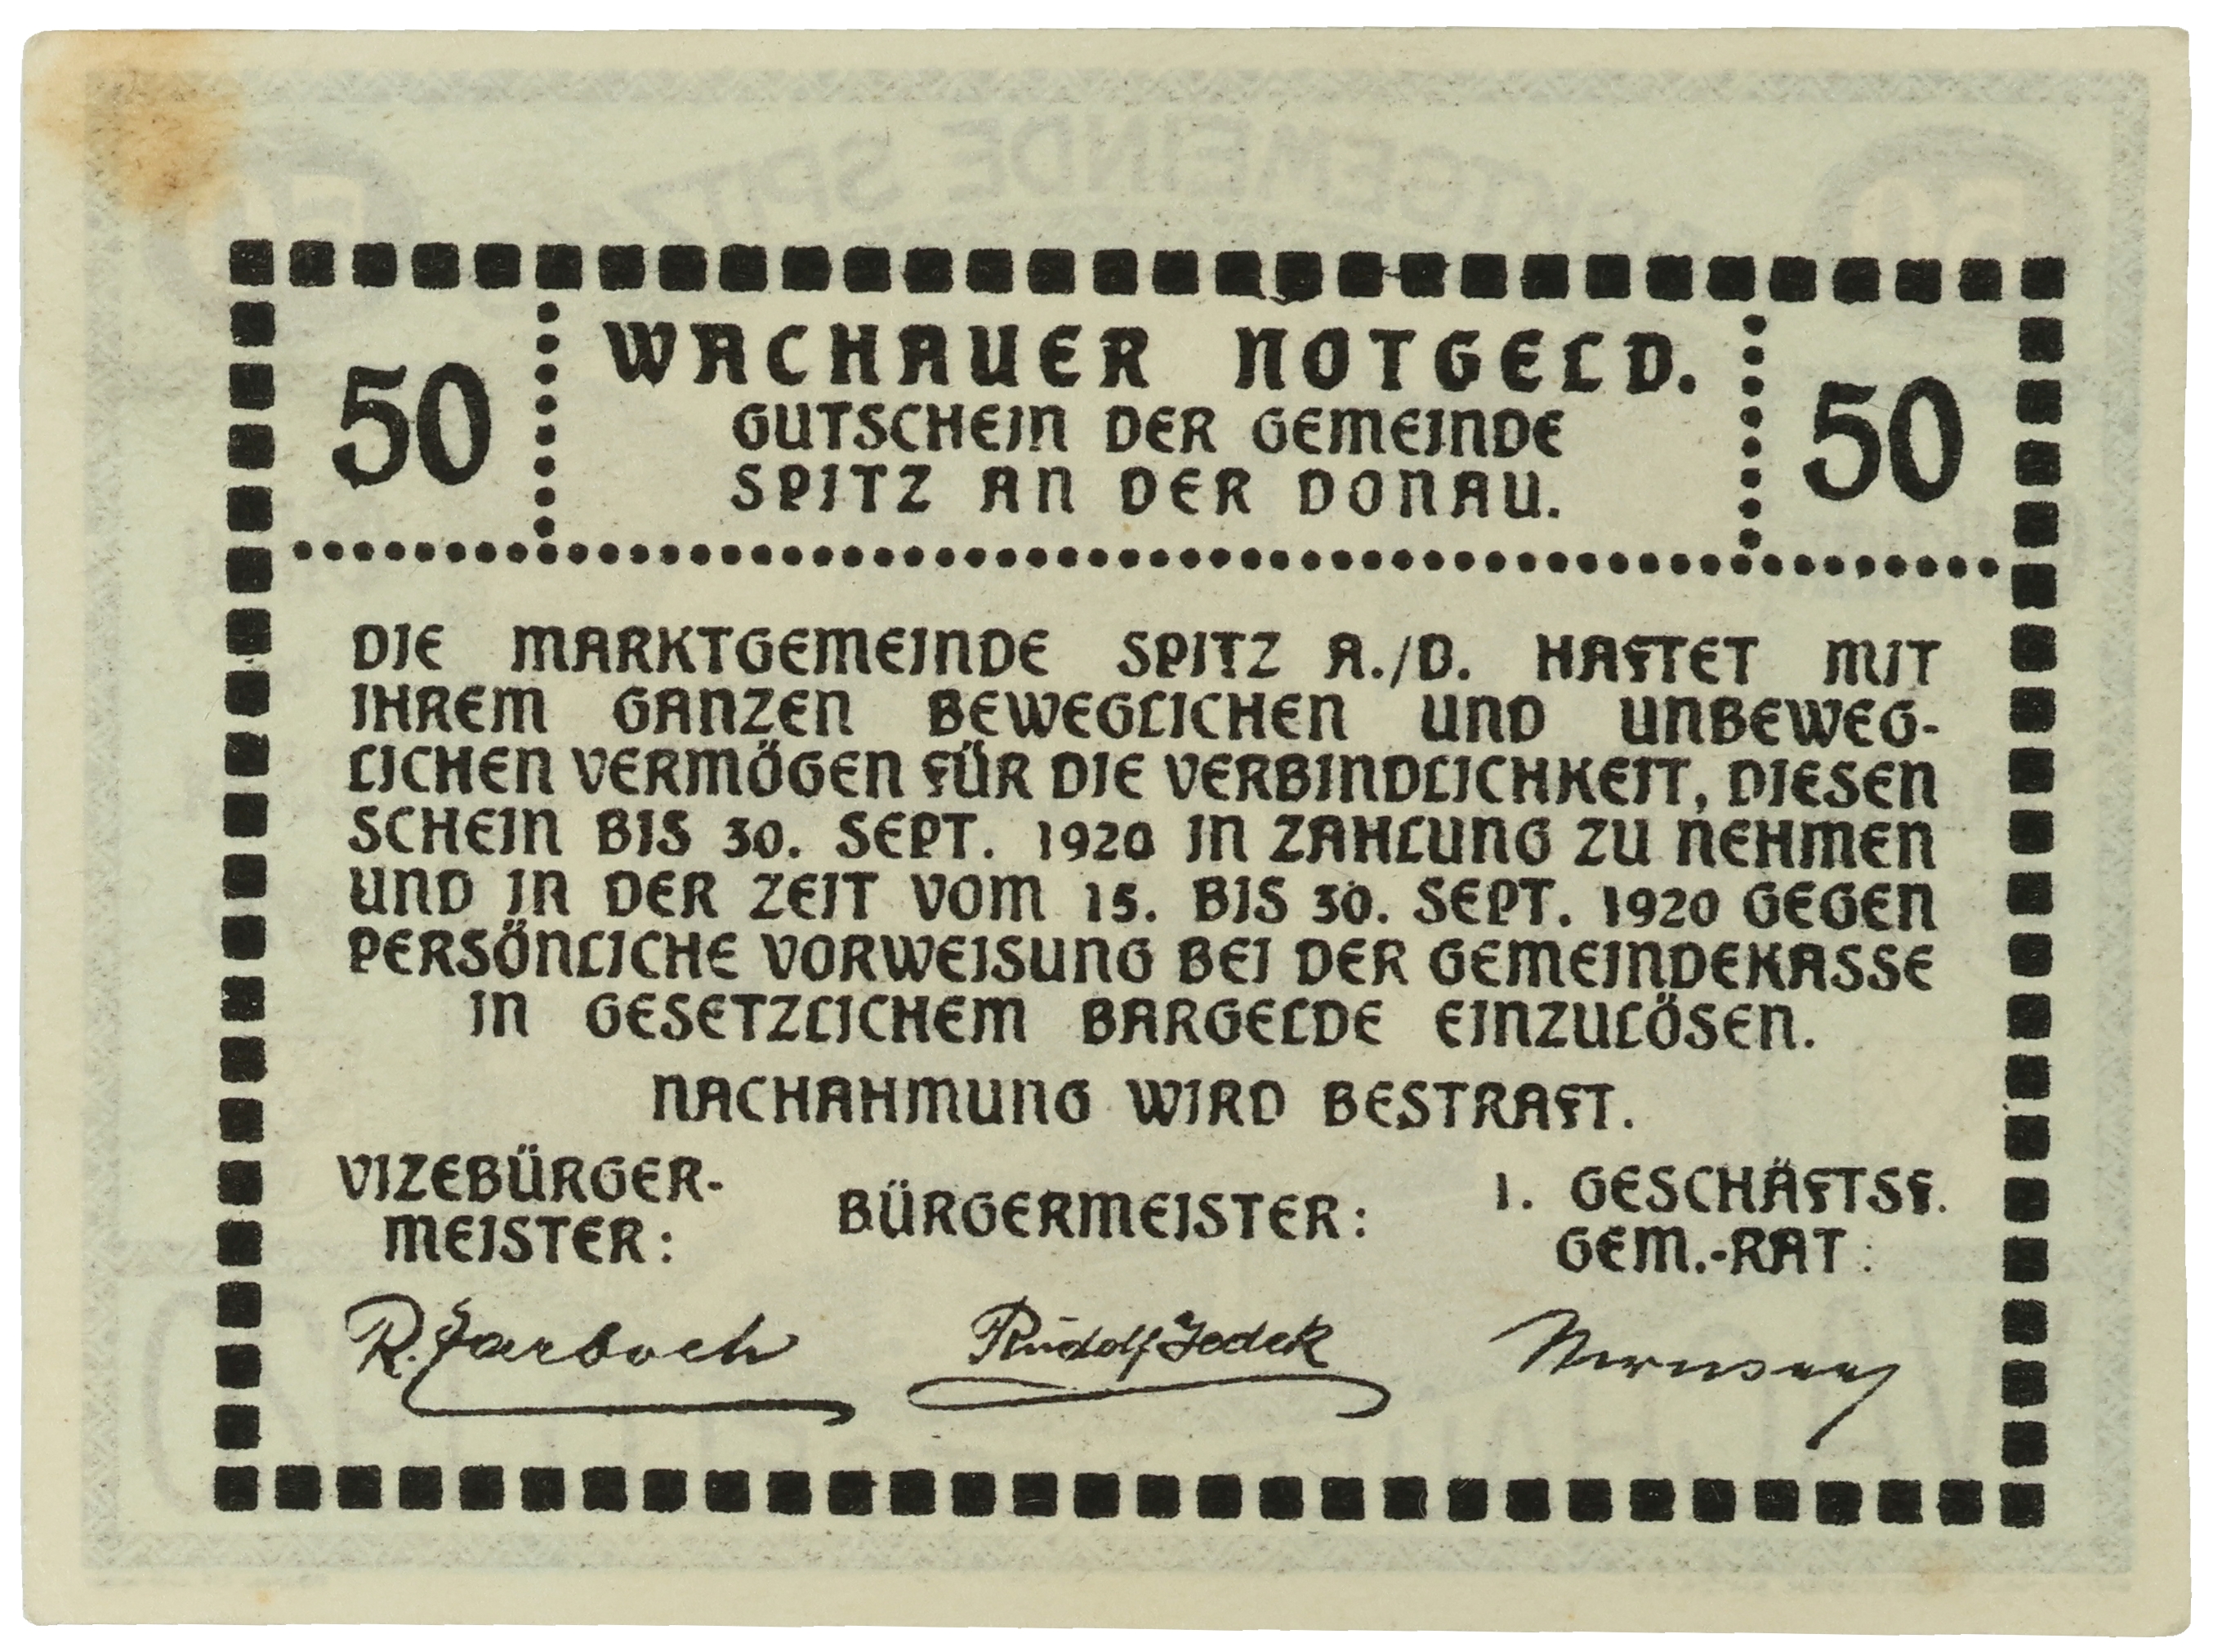 50
WACHAUER NOTGELD.
GUTSCHEIN DER GEMEINDE
SPITZ AN DER DONAU.
50
DIE MARKTGEMEINDE SPITZ A./D. HAFTET MIT
IHREM GANZEN BEWEGLICHEN UND UNBEWEG-
LICHEN VERMÖGEN FÜR DIE VERBINDLICHKEIT, DIESEN
SCHEIN BIS 30. SEPT. 1920 IN ZAHLUNG ZU NEHMEN
UND IN DER ZEIT VOM 15. BIS 30. SEPT. 1920 GEGEN
PERSÖNLICHE VORWEISUNG BEI DER GEMEINDEKASSE
IN GESETZLICHEM BARGELDE EINZULÖSEN.
NACHAHMUNG WIRD BESTRAFT.
VIZEBÜRGER-
MEISTER:
BÜRGERMEISTER:
1. GESCHÄFTSF.
GEM.-RAT:
R.
Rudolf Jedek